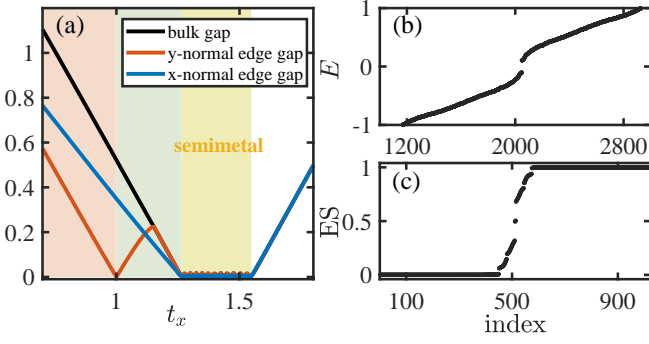 (a)
bulk gap
y-normal edge gap
x-normal edge gap
semimetal
1
0.8
0.6
0.4
0.2
0
1
1.5
t_x
(b)
E
1
0
-1
1200
2000
2800
(c)
ES
1
0.5
0
100
500
900
index